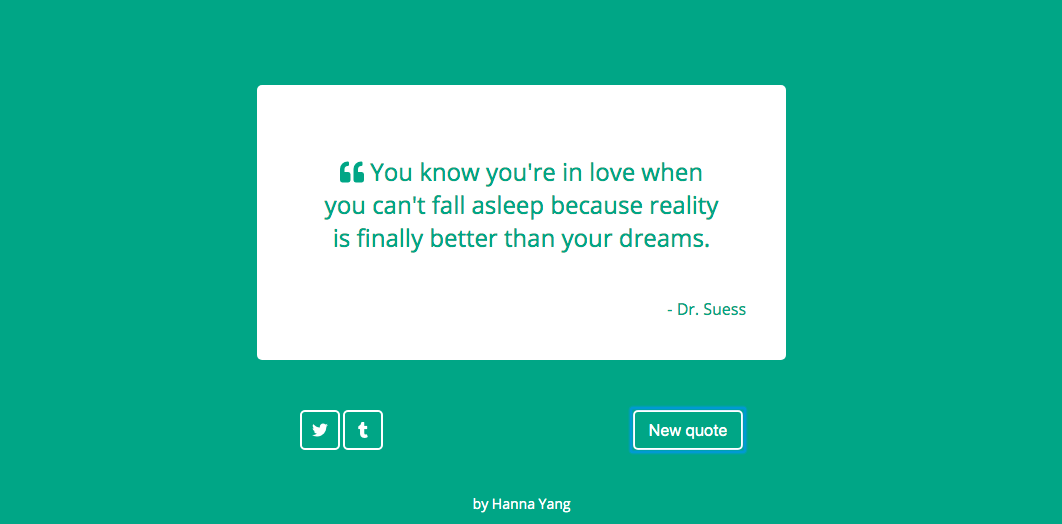 “ You know you're in love when
you can't fall asleep because reality
is finally better than your dreams.
- Dr. Suess
New quote
by Hanna Yang